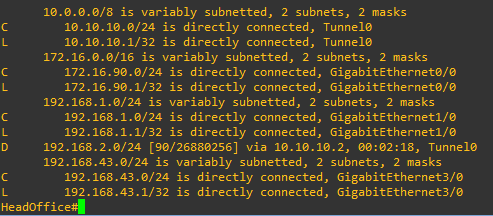 10.0.0.0/8 is variably subnetted, 2 subnets, 2 masks
C 10.10.10.0/24 is directly connected, Tunnel0
L 10.10.10.1/32 is directly connected, Tunnel0
172.16.0.0/16 is variably subnetted, 2 subnets, 2 masks
C 172.16.90.0/24 is directly connected, GigabitEthernet0/0
L 172.16.90.1/32 is directly connected, GigabitEthernet0/0
192.168.1.0/24 is variably subnetted, 2 subnets, 2 masks
C 192.168.1.0/24 is directly connected, GigabitEthernet1/0
L 192.168.1.1/32 is directly connected, GigabitEthernet1/0
D 192.168.2.0/24 [90/26880256] via 10.10.10.2, 00:02:18, Tunnel0
192.168.43.0/24 is variably subnetted, 2 subnets, 2 masks
C 192.168.43.0/24 is directly connected, GigabitEthernet3/0
L 192.168.43.1/32 is directly connected, GigabitEthernet3/0
HeadOffice#